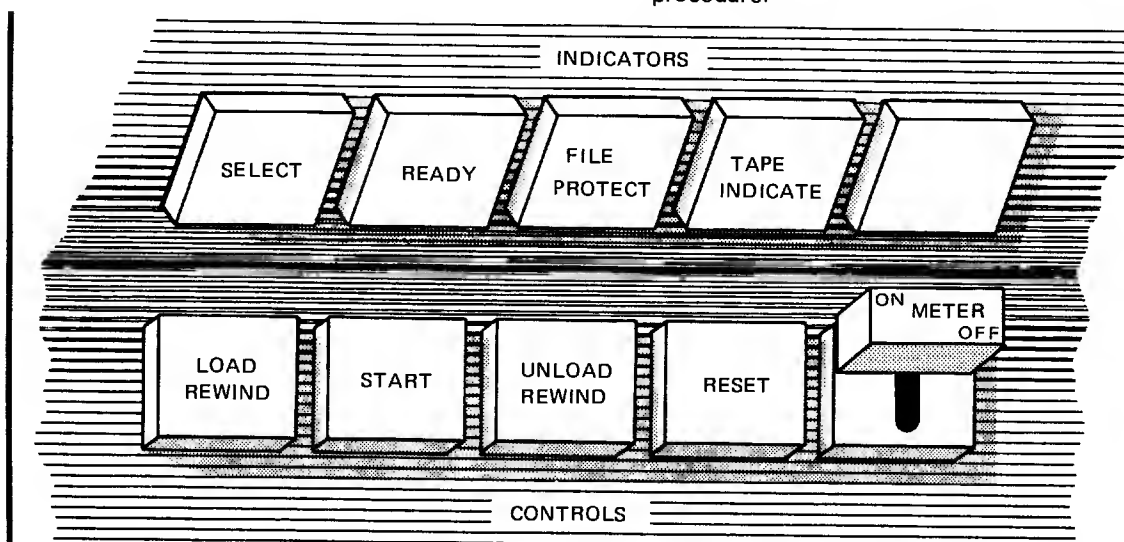 procedure.
INDICATORS
SELECT
READY
FILE
PROTECT
TAPE
INDICATE
LOAD
REWIND
START
UNLOAD
REWIND
RESET
ON METER OFF
CONTROLS